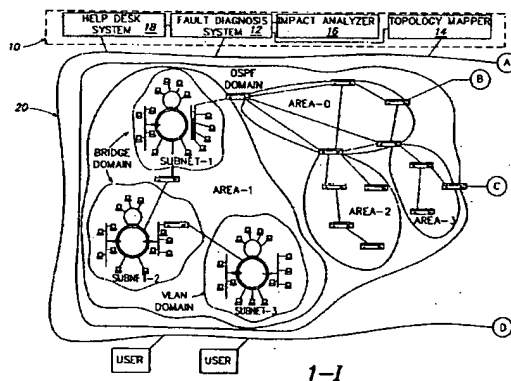 HELP DESK SYSTEM 18
FAULT DIAGNOSIS SYSTEM 12
IMPACT ANALYZER 16
TOPOLOGY MAPPER 14
10
20
OSPF DOMAIN
AREA-0
A
B
BRIDGE DOMAIN
SUBNET-1
AREA-1
AREA-2
AREA-3
C
SUBNET-2
VLAN DOMAIN
SUBNET-3
D
USER
USER
1-I